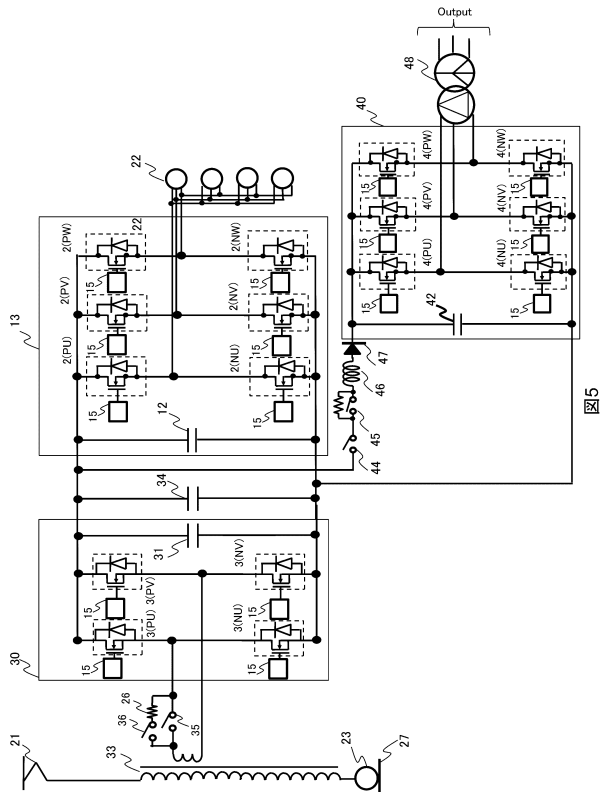 Output
48
40
4(PW)
4(NW)
4(PV)
4(NV)
4(PU)
4(NU)
15
15
15
15
15
15
42
47
46
45
44
22
13
2(PW)
22
2(NW)
2(PV)
2(NV)
2(PU)
2(NU)
15
15
15
15
15
15
12
34
31
30
3(PV)
3(NV)
3(PU)
3(NU)
15
15
15
15
26
36
35
33
21
23
27
図5